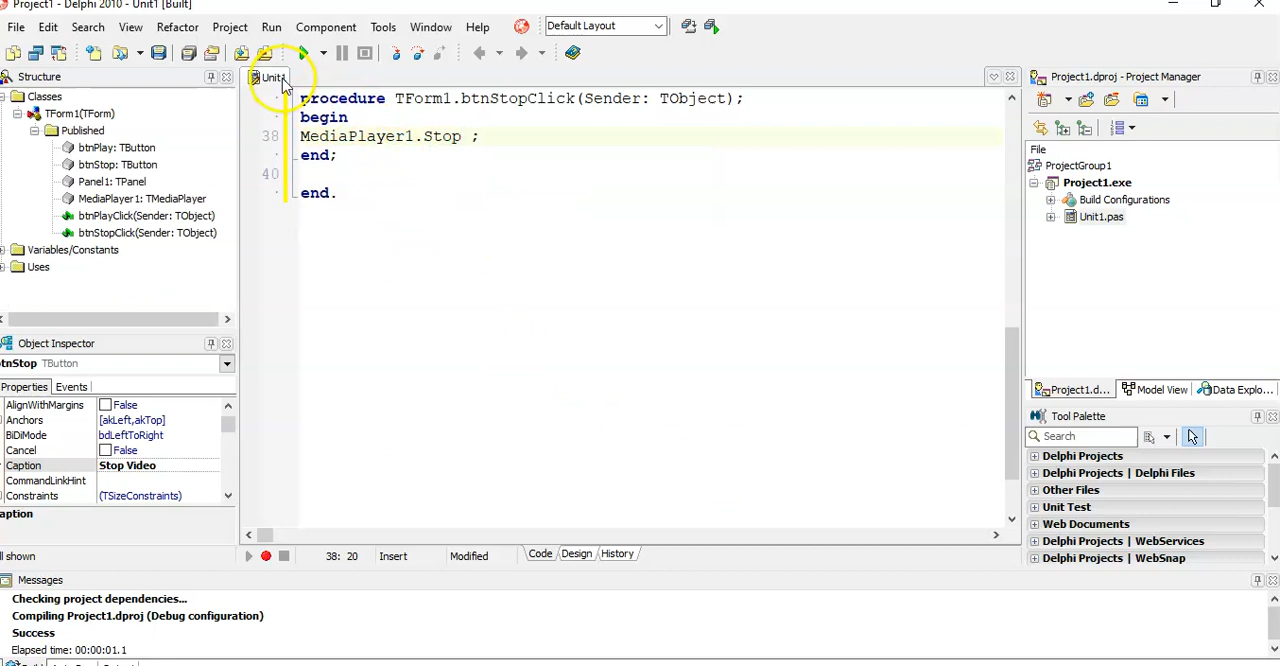 Project1 - Delphi 2010 - Unit1 [Built]
File Edit Search View Refactor Project Run Component Tools Window Help Default Layout
Structure
Classes
TForm1(TForm)
Published
btnPlay: TButton
btnStop: TButton
Panel1: TPanel
MediaPlayer1: TMediaPlayer
btnPlayClick(Sender: TObject)
btnStopClick(Sender: TObject)
Variables/Constants
Uses
Object Inspector
btnStop TButton
Properties Events
AlignWithMargins False
Anchors [akLeft,akTop]
BiDiMode bdLeftToRight
Cancel False
Caption Stop Video
CommandLinkHint
Constraints (TSizeConstraints)
Caption
All shown
Unit1
procedure TForm1.btnStopClick(Sender: TObject);
begin
38 MediaPlayer1.Stop ;
end;
40
end.
38: 20 Insert Modified Code Design History
Project1.dproj - Project Manager
File
ProjectGroup1
Project1.exe
Build Configurations
Unit1.pas
Project1.d... Model View Data Explo...
Tool Palette
Search
Delphi Projects
Delphi Projects | Delphi Files
Other Files
Unit Test
Web Documents
Delphi Projects | WebServices
Delphi Projects | WebSnap
Messages
Checking project dependencies...
Compiling Project1.dproj (Debug configuration)
Success
Elapsed time: 00:00:01.1